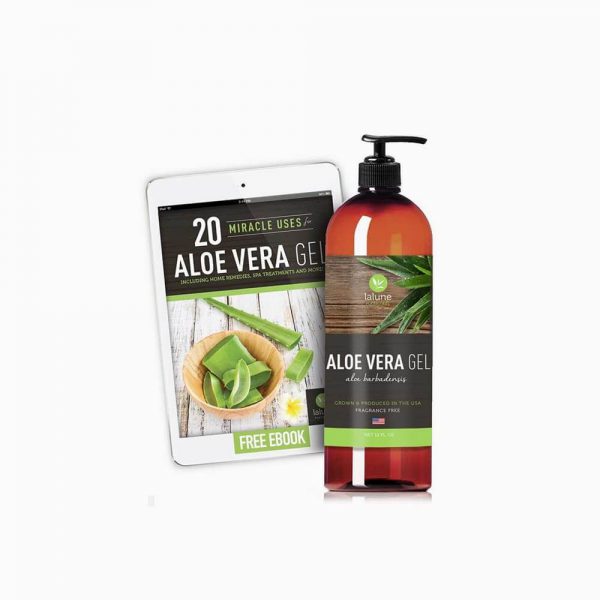 20
MIRACLE USES for
ALOE VERA GEL
INCLUDING HOME REMEDIES, SPA TREATMENTS AND MORE
lalune
FREE EBOOK
lalune
ALOE VERA GEL
aloe barbadensis
GROWN & PRODUCED IN THE USA
FRAGRANCE FREE